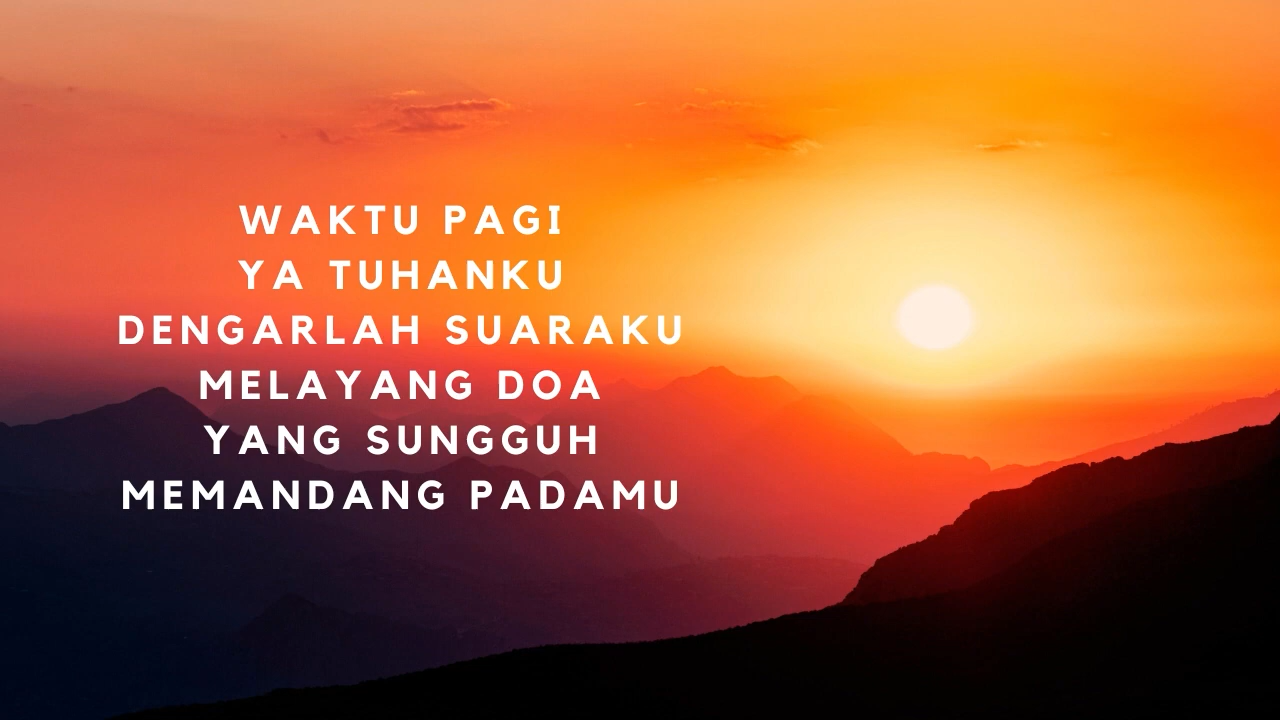 WAKTU PAGI
YA TUHANKU
DENGARLAH SUARAKU
MELAYANG DOA
YANG SUNGGUH
MEMANDANG PADAMU